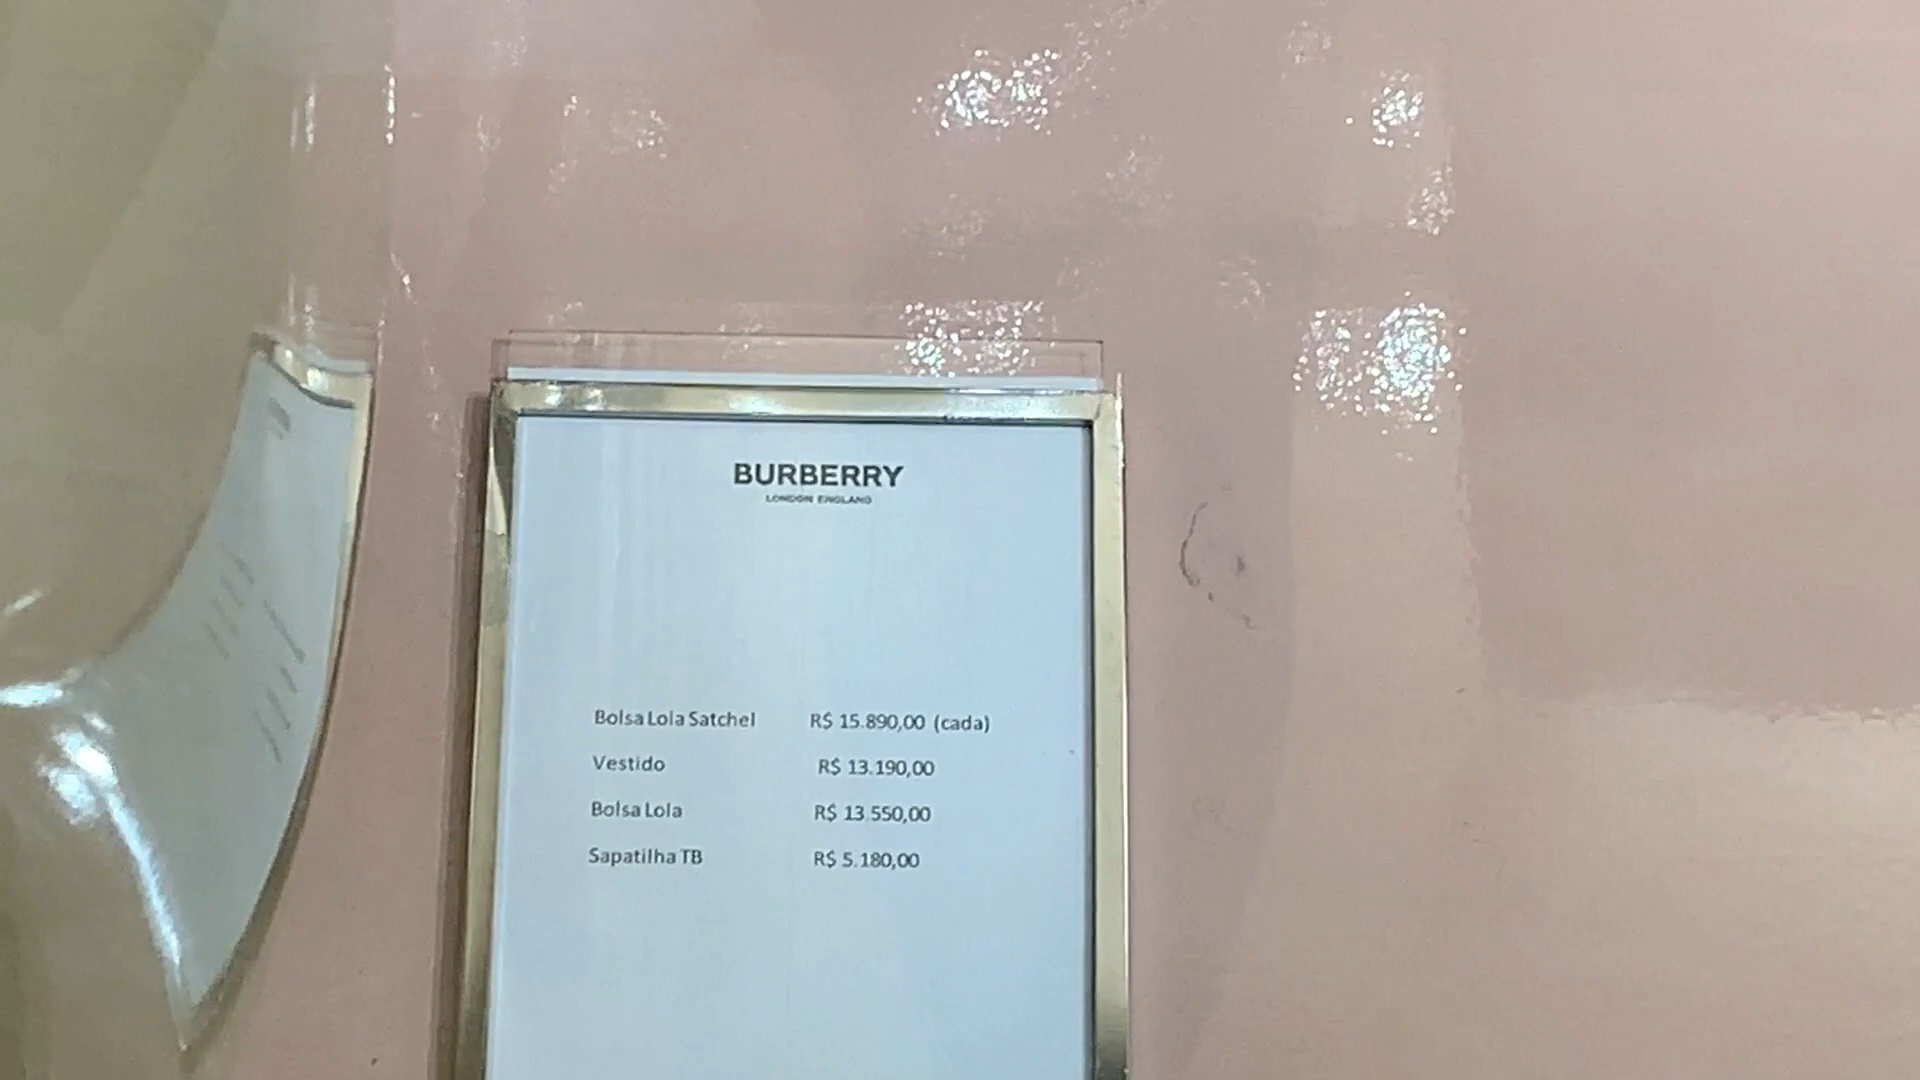 BURBERRY
LONDON ENGLAND
Bolsa Lola Satchel R$ 15.890,00 (cada)
Vestido R$ 13.190,00
Bolsa Lola R$ 13.550,00
Sapatilha TB R$ 5.180,00